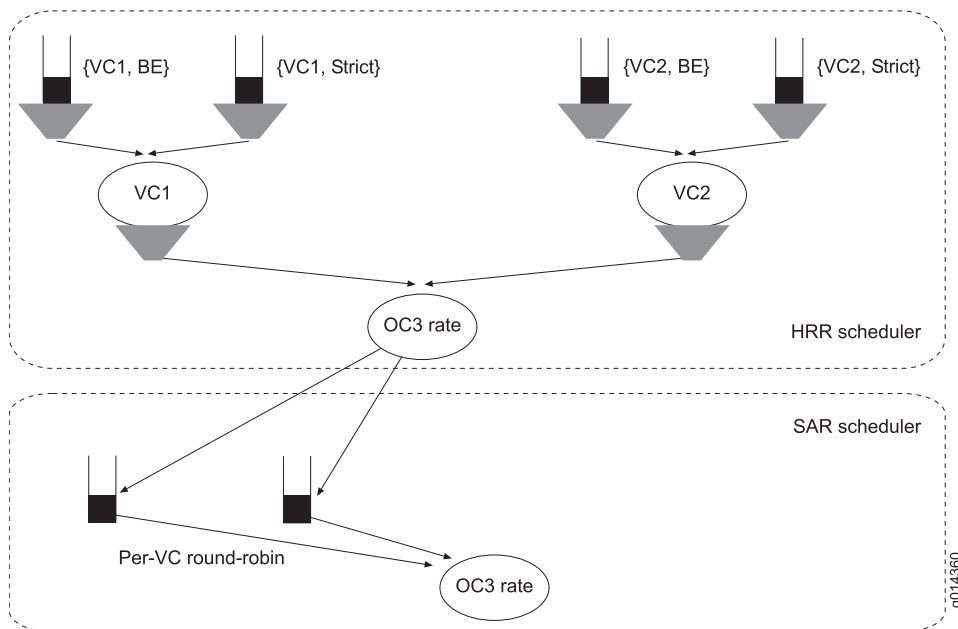 {VC1, BE}
{VC1, Strict}
{VC2, BE}
{VC2, Strict}
VC1
VC2
OC3 rate
HRR scheduler
SAR scheduler
Per-VC round-robin
OC3 rate
g014360